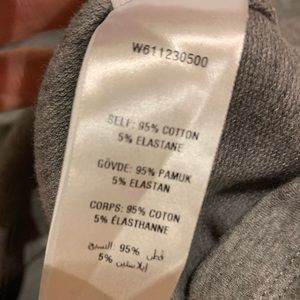 W611230500
SELF: 95% COTTON
5% ELASTANE
GÖVDE: 95% PAMUK
5% ELASTAN
CORPS: 95% COTON
5% ÉLASTHANNE
النسيج: 95% قطن
5% إيلاستين